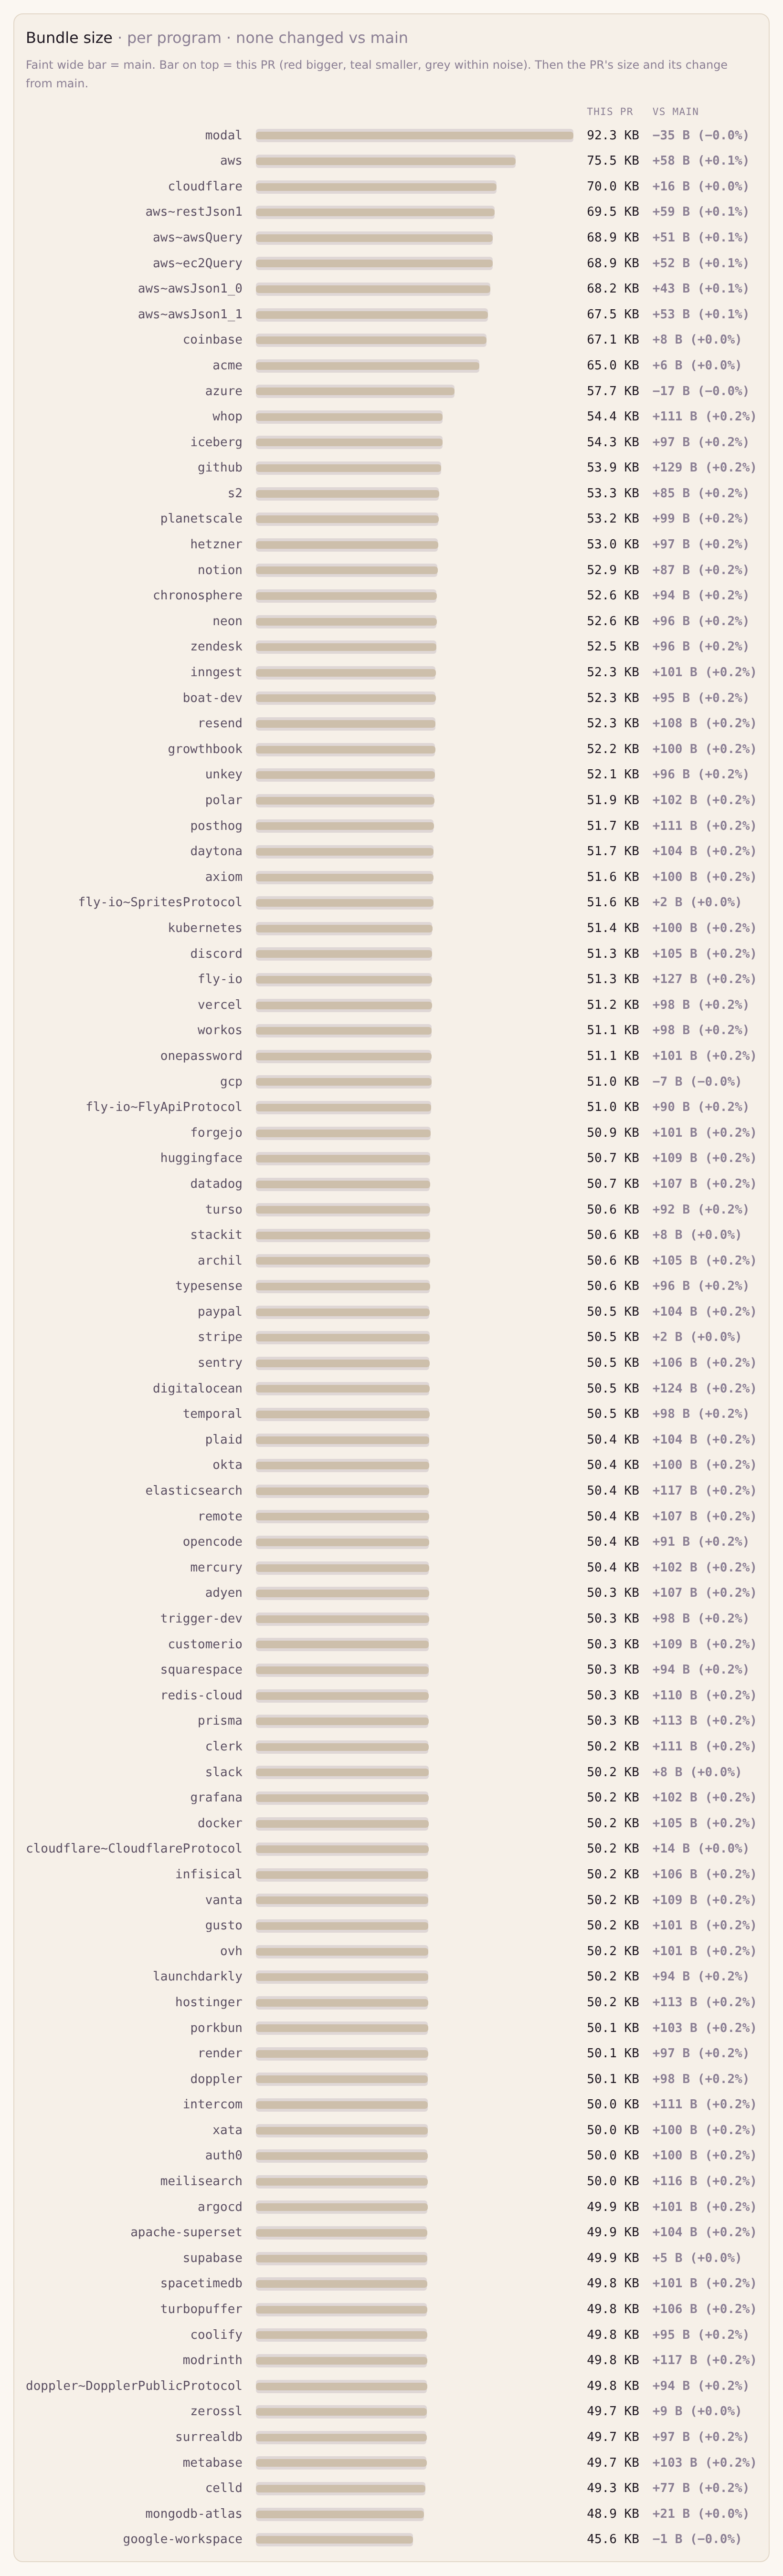 Bundle size · per program · none changed vs main
Faint wide bar = main. Bar on top = this PR (red bigger, teal smaller, grey within noise). Then the PR's size and its change
from main.
THIS PR VS MAIN
modal 92.3 KB −35 B (−0.0%)
aws 75.5 KB +58 B (+0.1%)
cloudflare 70.0 KB +16 B (+0.0%)
aws~restJson1 69.5 KB +59 B (+0.1%)
aws~awsQuery 68.9 KB +51 B (+0.1%)
aws~ec2Query 68.9 KB +52 B (+0.1%)
aws~awsJson1_0 68.2 KB +43 B (+0.1%)
aws~awsJson1_1 67.5 KB +53 B (+0.1%)
coinbase 67.1 KB +8 B (+0.0%)
acme 65.0 KB +6 B (+0.0%)
azure 57.7 KB −17 B (−0.0%)
whop 54.4 KB +111 B (+0.2%)
iceberg 54.3 KB +97 B (+0.2%)
github 53.9 KB +129 B (+0.2%)
s2 53.3 KB +85 B (+0.2%)
planetscale 53.2 KB +99 B (+0.2%)
hetzner 53.0 KB +97 B (+0.2%)
notion 52.9 KB +87 B (+0.2%)
chronosphere 52.6 KB +94 B (+0.2%)
neon 52.6 KB +96 B (+0.2%)
zendesk 52.5 KB +96 B (+0.2%)
inngest 52.3 KB +101 B (+0.2%)
boat-dev 52.3 KB +95 B (+0.2%)
resend 52.3 KB +108 B (+0.2%)
growthbook 52.2 KB +100 B (+0.2%)
unkey 52.1 KB +96 B (+0.2%)
polar 51.9 KB +102 B (+0.2%)
posthog 51.7 KB +111 B (+0.2%)
daytona 51.7 KB +104 B (+0.2%)
axiom 51.6 KB +100 B (+0.2%)
fly-io~SpritesProtocol 51.6 KB +2 B (+0.0%)
kubernetes 51.4 KB +100 B (+0.2%)
discord 51.3 KB +105 B (+0.2%)
fly-io 51.3 KB +127 B (+0.2%)
vercel 51.2 KB +98 B (+0.2%)
workos 51.1 KB +98 B (+0.2%)
onepassword 51.1 KB +101 B (+0.2%)
gcp 51.0 KB −7 B (−0.0%)
fly-io~FlyApiProtocol 51.0 KB +90 B (+0.2%)
forgejo 50.9 KB +101 B (+0.2%)
huggingface 50.7 KB +109 B (+0.2%)
datadog 50.7 KB +107 B (+0.2%)
turso 50.6 KB +92 B (+0.2%)
stackit 50.6 KB +8 B (+0.0%)
archil 50.6 KB +105 B (+0.2%)
typesense 50.6 KB +96 B (+0.2%)
paypal 50.5 KB +104 B (+0.2%)
stripe 50.5 KB +2 B (+0.0%)
sentry 50.5 KB +106 B (+0.2%)
digitalocean 50.5 KB +124 B (+0.2%)
temporal 50.5 KB +98 B (+0.2%)
plaid 50.4 KB +104 B (+0.2%)
okta 50.4 KB +100 B (+0.2%)
elasticsearch 50.4 KB +117 B (+0.2%)
remote 50.4 KB +107 B (+0.2%)
opencode 50.4 KB +91 B (+0.2%)
mercury 50.4 KB +102 B (+0.2%)
adyen 50.3 KB +107 B (+0.2%)
trigger-dev 50.3 KB +98 B (+0.2%)
customerio 50.3 KB +109 B (+0.2%)
squarespace 50.3 KB +94 B (+0.2%)
redis-cloud 50.3 KB +110 B (+0.2%)
prisma 50.3 KB +113 B (+0.2%)
clerk 50.2 KB +111 B (+0.2%)
slack 50.2 KB +8 B (+0.0%)
grafana 50.2 KB +102 B (+0.2%)
docker 50.2 KB +105 B (+0.2%)
cloudflare~CloudflareProtocol 50.2 KB +14 B (+0.0%)
infisical 50.2 KB +106 B (+0.2%)
vanta 50.2 KB +109 B (+0.2%)
gusto 50.2 KB +101 B (+0.2%)
ovh 50.2 KB +101 B (+0.2%)
launchdarkly 50.2 KB +94 B (+0.2%)
hostinger 50.2 KB +113 B (+0.2%)
porkbun 50.1 KB +103 B (+0.2%)
render 50.1 KB +97 B (+0.2%)
doppler 50.1 KB +98 B (+0.2%)
intercom 50.0 KB +111 B (+0.2%)
xata 50.0 KB +100 B (+0.2%)
auth0 50.0 KB +100 B (+0.2%)
meilisearch 50.0 KB +116 B (+0.2%)
argocd 49.9 KB +101 B (+0.2%)
apache-superset 49.9 KB +104 B (+0.2%)
supabase 49.9 KB +5 B (+0.0%)
spacetimedb 49.8 KB +101 B (+0.2%)
turbopuffer 49.8 KB +106 B (+0.2%)
coolify 49.8 KB +95 B (+0.2%)
modrinth 49.8 KB +117 B (+0.2%)
doppler~DopplerPublicProtocol 49.8 KB +94 B (+0.2%)
zerossl 49.7 KB +9 B (+0.0%)
surrealdb 49.7 KB +97 B (+0.2%)
metabase 49.7 KB +103 B (+0.2%)
celld 49.3 KB +77 B (+0.2%)
mongodb-atlas 48.9 KB +21 B (+0.0%)
google-workspace 45.6 KB −1 B (−0.0%)